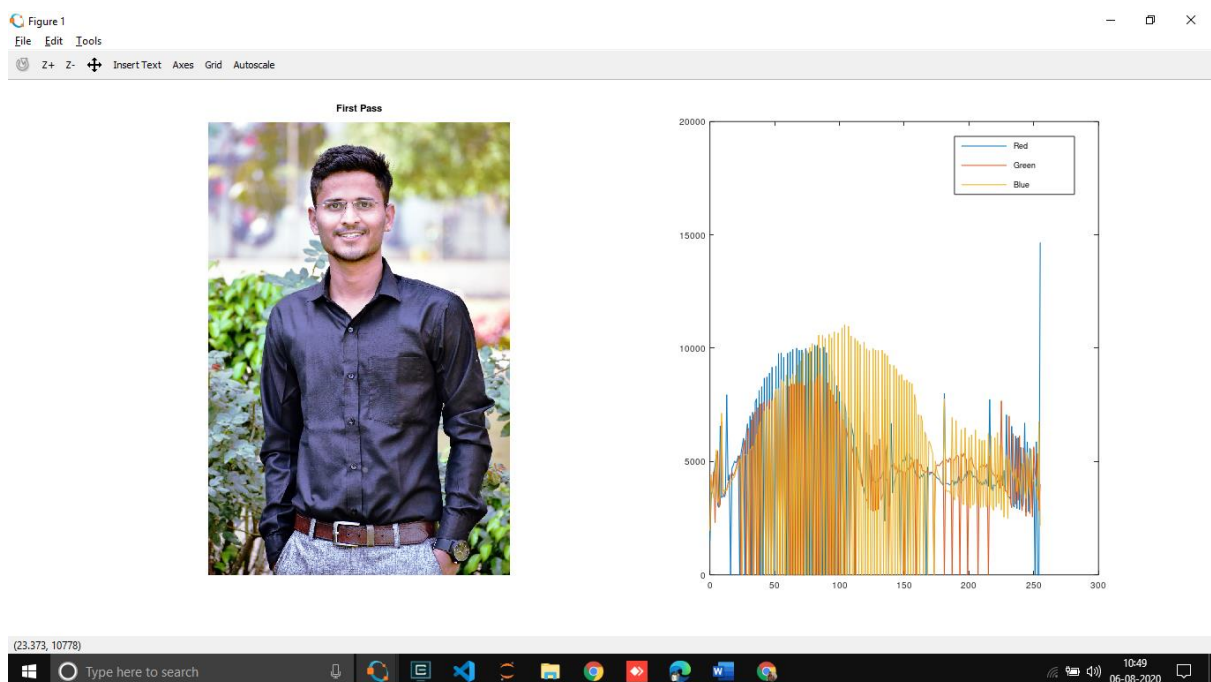 Figure 1
File Edit Tools
Z+ Z- Insert Text Axes Grid Autoscale
First Pass
20000
15000
10000
5000
0
0 50 100 150 200 250 300
Red
Green
Blue
(23.373, 10778)
Type here to search
10:49
06-08-2020